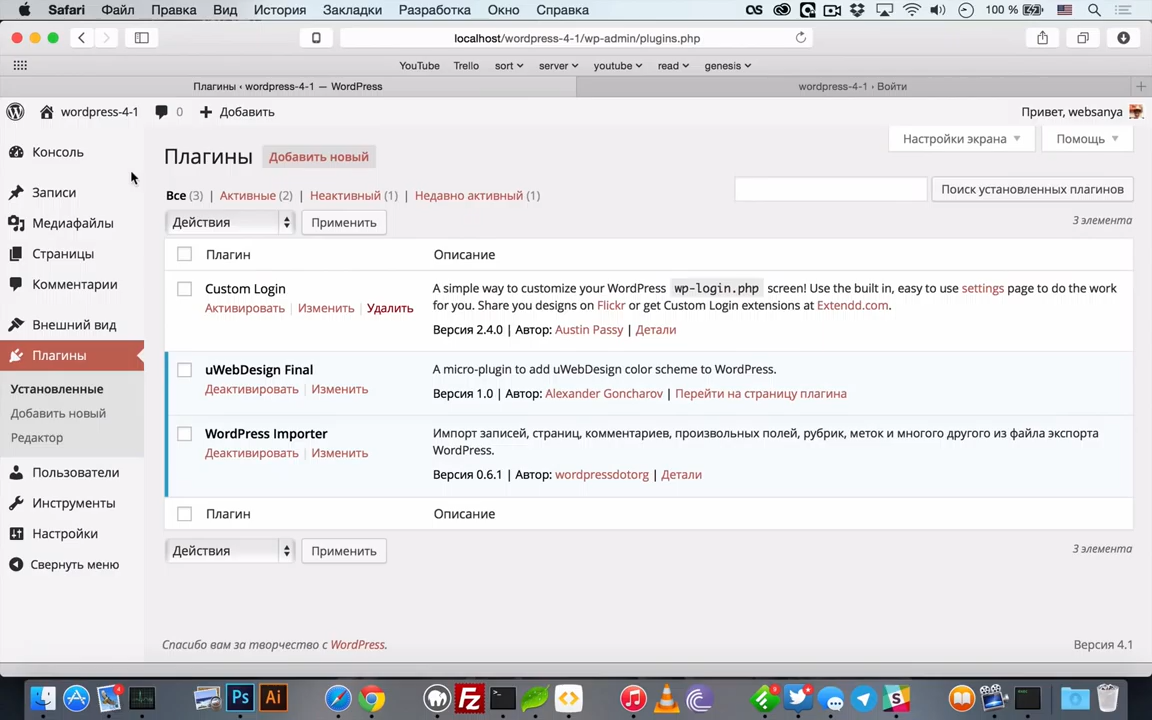 Safari Файл Правка Вид История Закладки Разработка Окно Справка 100 %
localhost/wordpress-4-1/wp-admin/plugins.php
YouTube Trello sort server youtube read genesis
Плагины ‹ wordpress-4-1 — WordPress wordpress-4-1 › Войти
wordpress-4-1 0 Добавить Привет, websanya
Настройки экрана Помощь
Консоль
Записи
Медиафайлы
Страницы
Комментарии
Внешний вид
Плагины
Установленные
Добавить новый
Редактор
Пользователи
Инструменты
Настройки
Свернуть меню
Плагины Добавить новый
Все (3) | Активные (2) | Неактивный (1) | Недавно активный (1)
Поиск установленных плагинов
Действия Применить
3 элемента
Плагин Описание
Custom Login
Активировать | Изменить | Удалить
A simple way to customize your WordPress wp-login.php screen! Use the built in, easy to use settings page to do the work
for you. Share you designs on Flickr or get Custom Login extensions at Extendd.com.
Версия 2.4.0 | Автор: Austin Passy | Детали
uWebDesign Final
Деактивировать | Изменить
A micro-plugin to add uWebDesign color scheme to WordPress.
Версия 1.0 | Автор: Alexander Goncharov | Перейти на страницу плагина
WordPress Importer
Деактивировать | Изменить
Импорт записей, страниц, комментариев, произвольных полей, рубрик, меток и многого другого из файла экспорта
WordPress.
Версия 0.6.1 | Автор: wordpressdotorg | Детали
Плагин Описание
Действия Применить
3 элемента
Спасибо вам за творчество с WordPress.
Версия 4.1
Ps Ai Fz